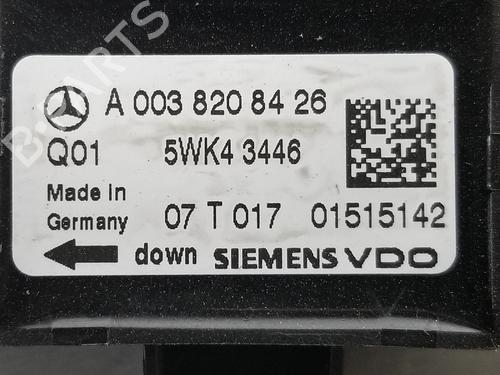 A 003 820 84 26
Q01 5WK4 3446
Made in
Germany 07 T 017 01515142
down SIEMENS VDO